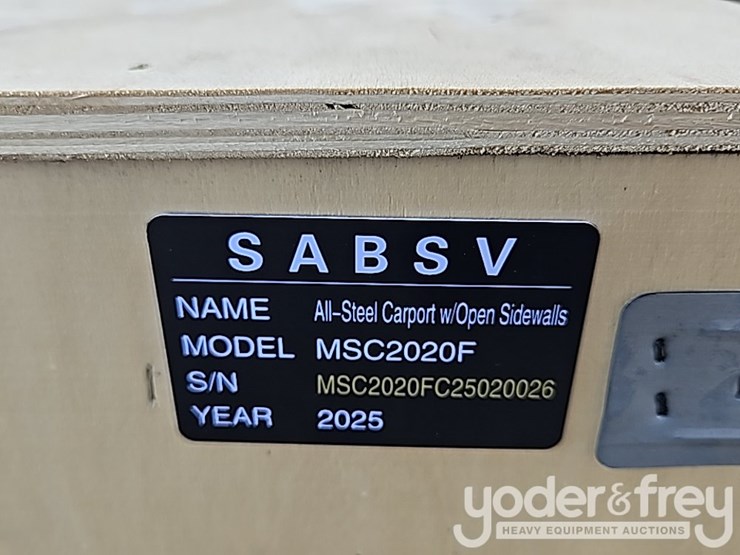 SABSV
NAME All-Steel Carport w/Open Sidewalls
MODEL MSC2020F
S/N MSC2020FC25020026
YEAR 2025
yoder&frey
HEAVY EQUIPMENT AUCTIONS